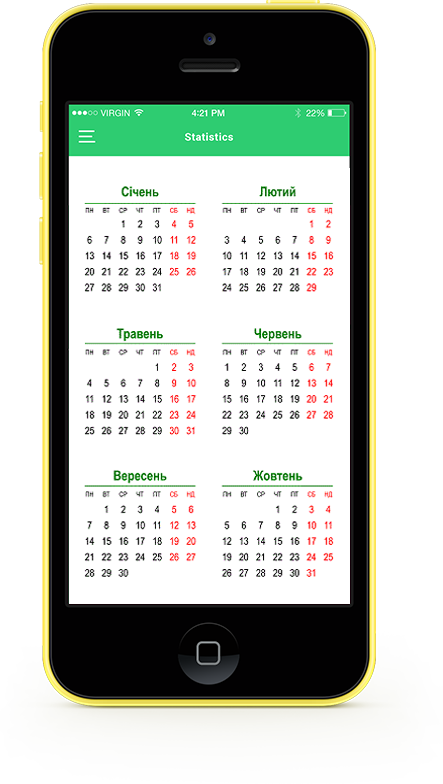 VIRGIN 4:21 PM 22%
Statistics
Січень Лютий
ПН ВТ СР ЧТ ПТ СБ НД ПН ВТ СР ЧТ ПТ СБ НД
1 2 3 4 5 1 2
6 7 8 9 10 11 12 3 4 5 6 7 8 9
13 14 15 16 17 18 19 10 11 12 13 14 15 16
20 21 22 23 24 25 26 17 18 19 20 21 22 23
27 28 29 30 31 24 25 26 27 28 29
Травень Червень
ПН ВТ СР ЧТ ПТ СБ НД ПН ВТ СР ЧТ ПТ СБ НД
1 2 3 1 2 3 4 5 6 7
4 5 6 7 8 9 10 8 9 10 11 12 13 14
11 12 13 14 15 16 17 15 16 17 18 19 20 21
18 19 20 21 22 23 24 22 23 24 25 26 27 28
25 26 27 28 29 30 31 29 30
Вересень Жовтень
ПН ВТ СР ЧТ ПТ СБ НД ПН ВТ СР ЧТ ПТ СБ НД
1 2 3 4 5 6 1 2 3 4
7 8 9 10 11 12 13 5 6 7 8 9 10 11
14 15 16 17 18 19 20 12 13 14 15 16 17 18
21 22 23 24 25 26 27 19 20 21 22 23 24 25
28 29 30 26 27 28 29 30 31